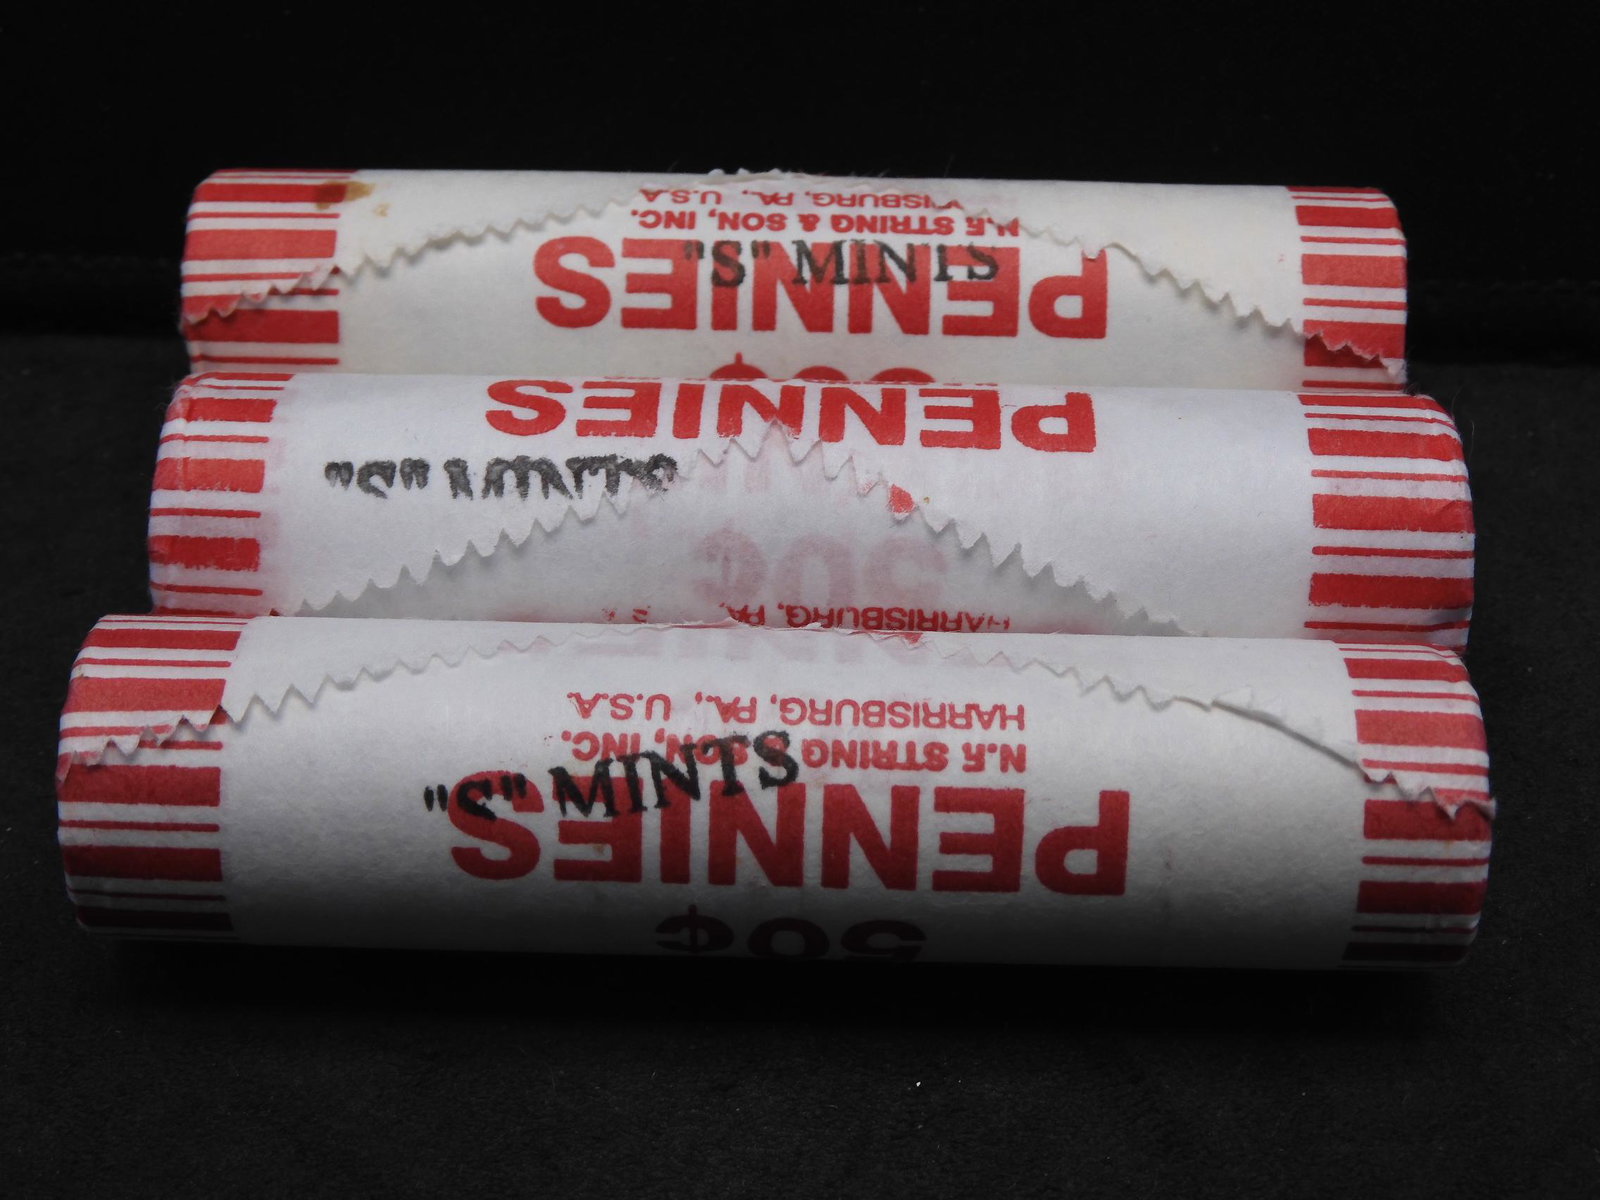 HARRISBURG, PA., U.S.A.
N.F. STRING & SON, INC.
"S" MINTS
PENNIES
PENNIES
"S" MINTS
50¢
HARRISBURG, PA.,
HARRISBURG, PA., U.S.A.
N.F. STRING & SON, INC.
"S" MINTS
PENNIES
50¢